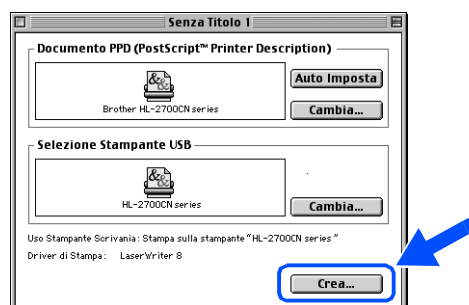 Senza Titolo 1
Documento PPD (PostScript™ Printer Description)
Brother HL-2700CN series
Auto Imposta
Cambia...
Selezione Stampante USB
HL-2700CN series
Cambia...
Uso Stampante Scrivania: Stampa sulla stampante "HL-2700CN series "
Driver di Stampa: LaserWriter 8
Crea...